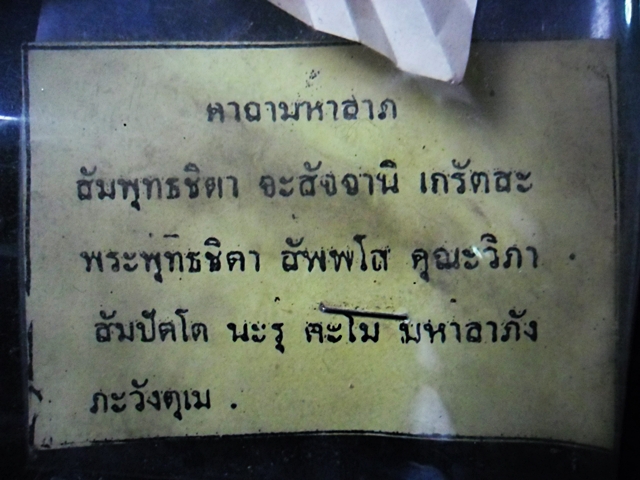 คาถามหาลาภ
สัมพุทธชิตา จะสัจจานิ เกรัตสะ
พระพุทธชิตา สัพพโส คุณะวิภา
สัมปัตโต นะรุ ตะโม มหาลาภัง
ภะวังตุเม .